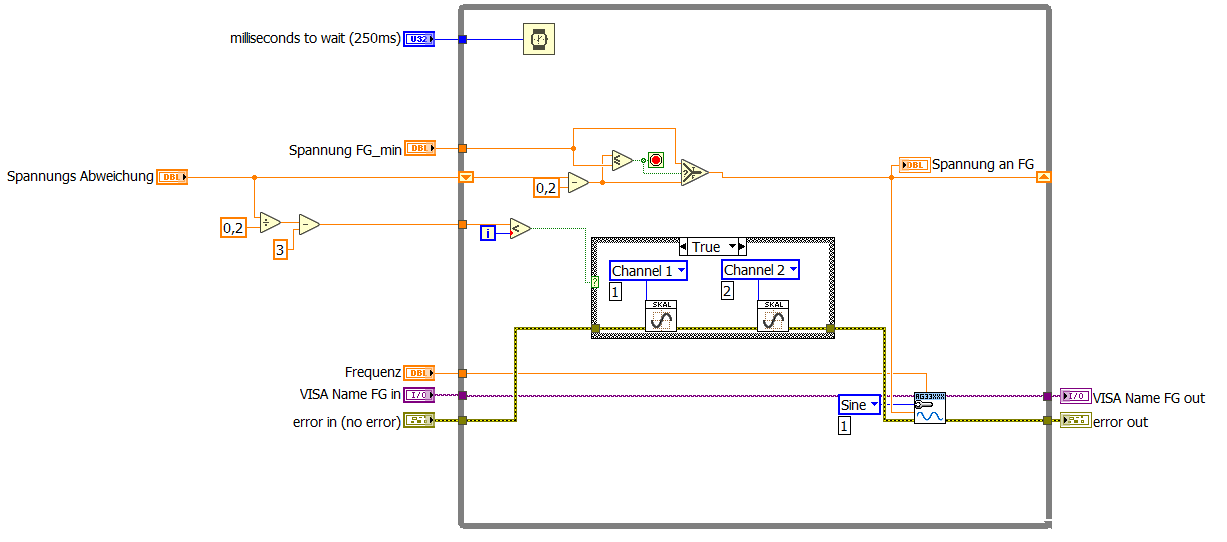 milliseconds to wait (250ms) U32
Spannung FG_min DBL
Spannung an FG DBL
Spannungs Abweichung DBL
0,2
0,2
3
i
True
Channel 1
Channel 2
1
2
SKAL
SKAL
?
?
T
F
Frequenz DBL
VISA Name FG in I/O
Sine
1
AG33XXX
I/O VISA Name FG out
error in (no error)
error out